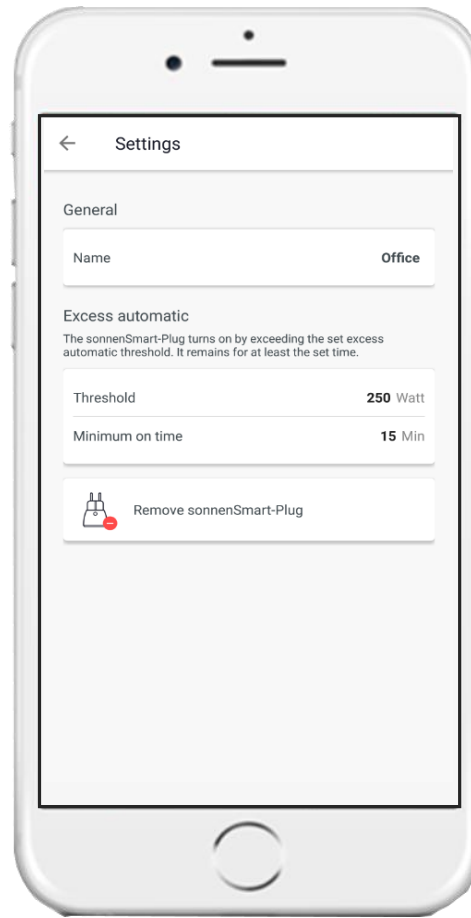 Settings
General
Name Office
Excess automatic
The sonnenSmart-Plug turns on by exceeding the set excess
automatic threshold. It remains for at least the set time.
Threshold 250 Watt
Minimum on time 15 Min
Remove sonnenSmart-Plug